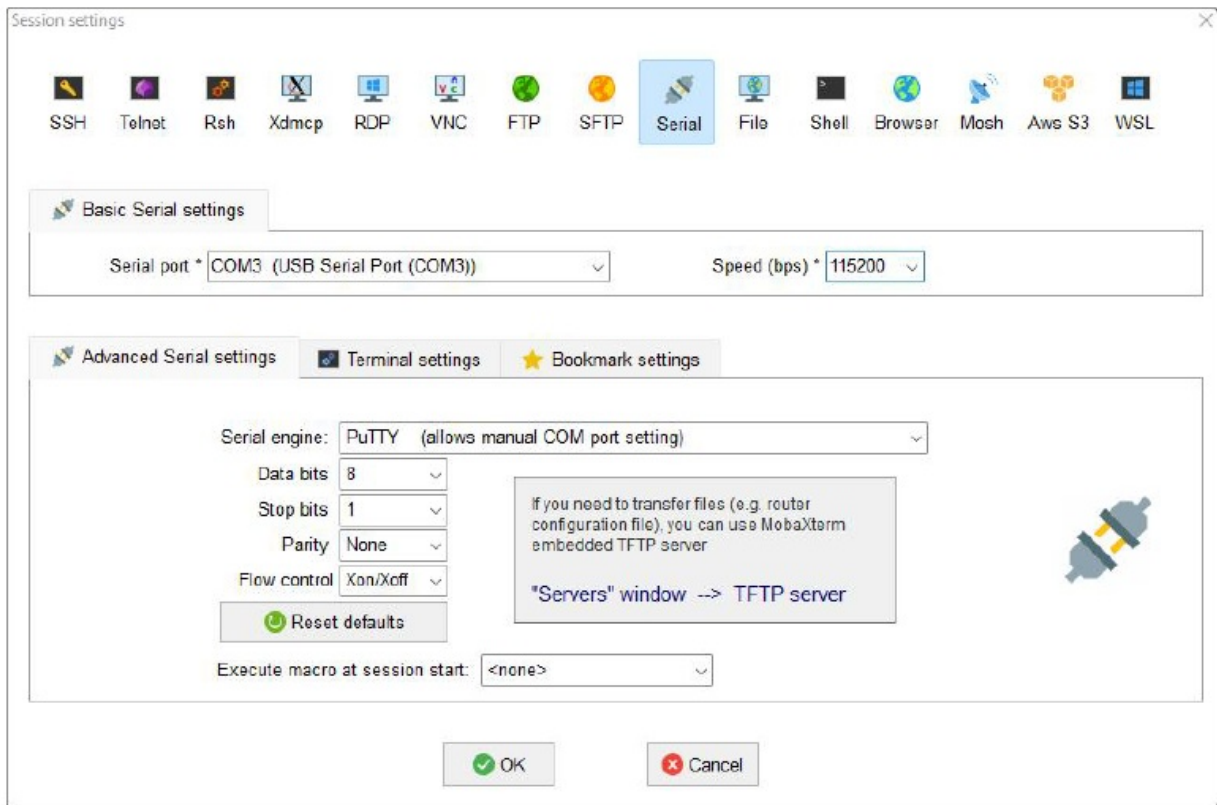 Session settings
SSH Telnet Rsh Xdmcp RDP VNC FTP SFTP Serial File Shell Browser Mosh Aws S3 WSL
Basic Serial settings
Serial port * COM3 (USB Serial Port (COM3)) Speed (bps) * 115200
Advanced Serial settings Terminal settings Bookmark settings
Serial engine: PuTTY (allows manual COM port setting)
Data bits 8
Stop bits 1
Parity None
Flow control Xon/Xoff
Reset defaults
If you need to transfer files (e.g. router
configuration file), you can use MobaXterm
embedded TFTP server
"Servers" window --> TFTP server
Execute macro at session start: <none>
OK Cancel